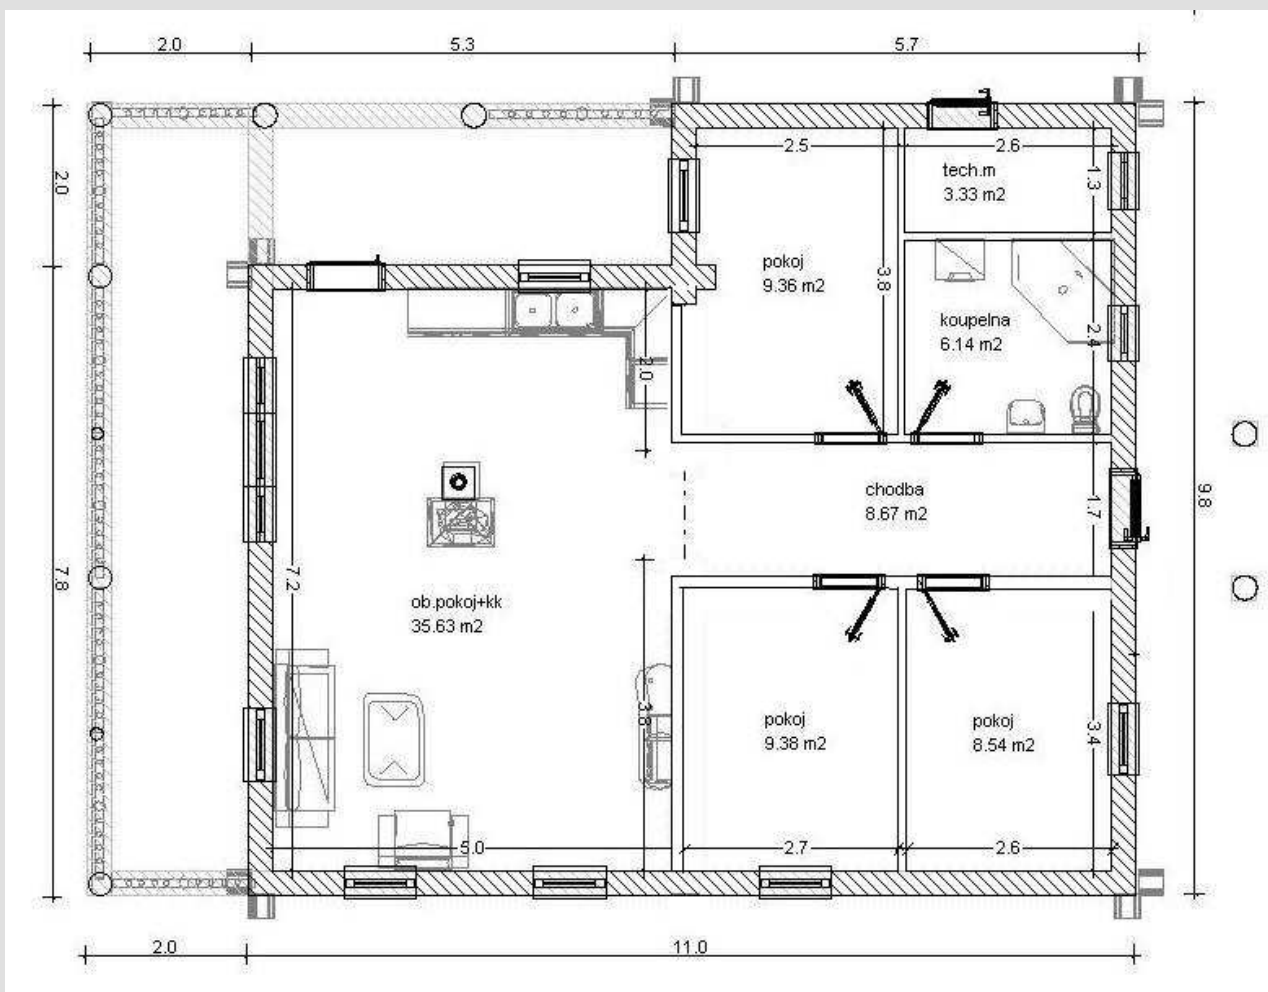 2.0
5.3
5.7
2.0
7.8
9.8
2.5
2.6
1.3
tech.m
3.33 m2
pokoj
9.36 m2
3.8
koupelna
6.14 m2
2.4
2.0
chodba
8.67 m2
1.7
7.2
ob.pokoj+kk
35.63 m2
3.8
pokoj
9.38 m2
pokoj
8.54 m2
3.4
5.0
2.7
2.6
2.0
11.0